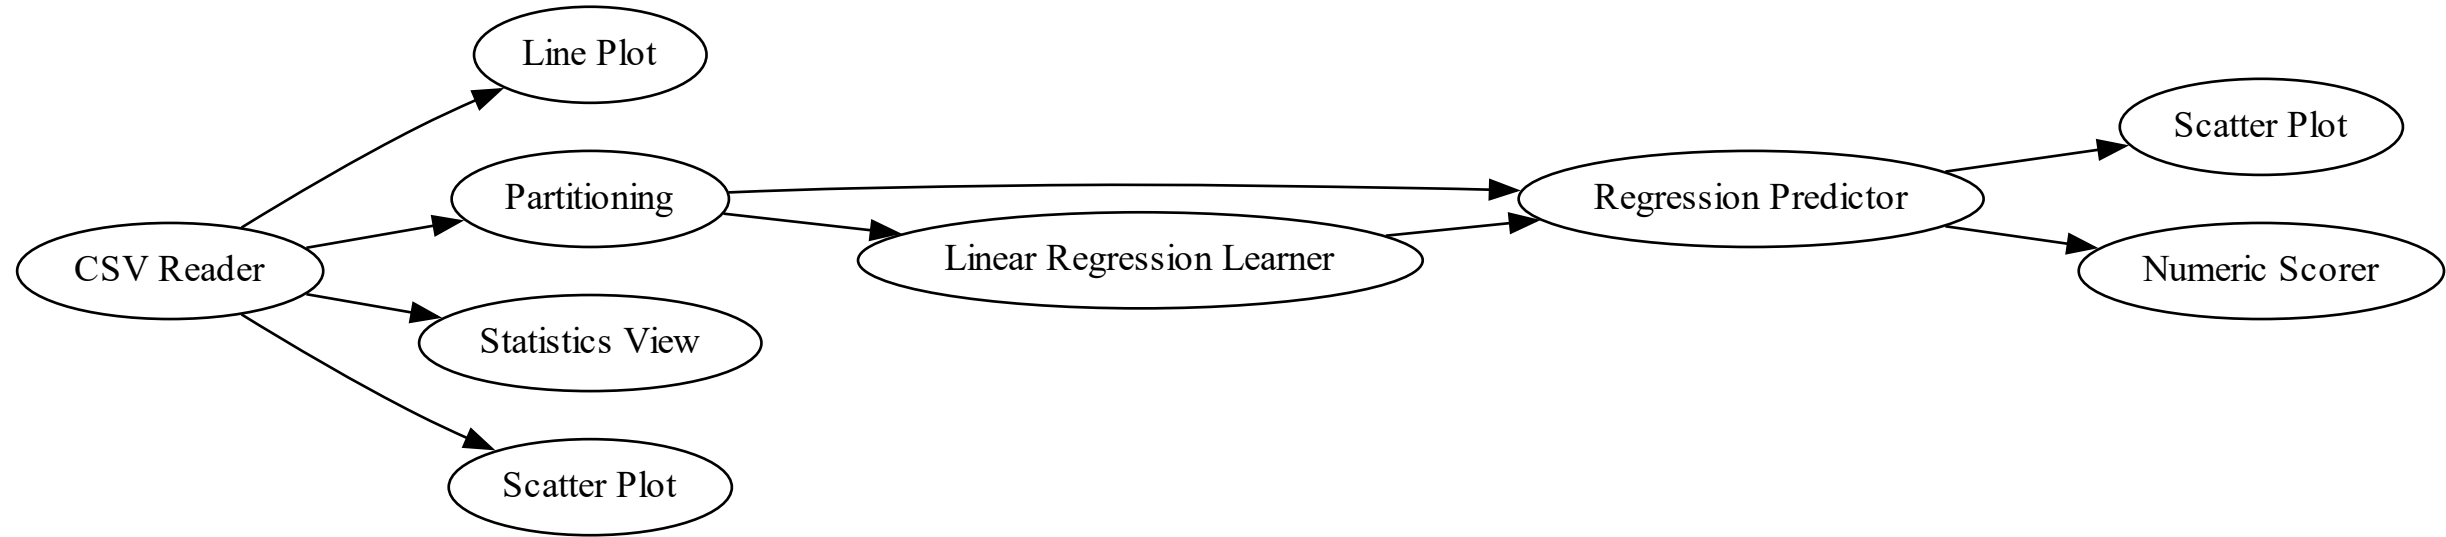 Line Plot
Scatter Plot
Partitioning
Regression Predictor
CSV Reader
Linear Regression Learner
Numeric Scorer
Statistics View
Scatter Plot